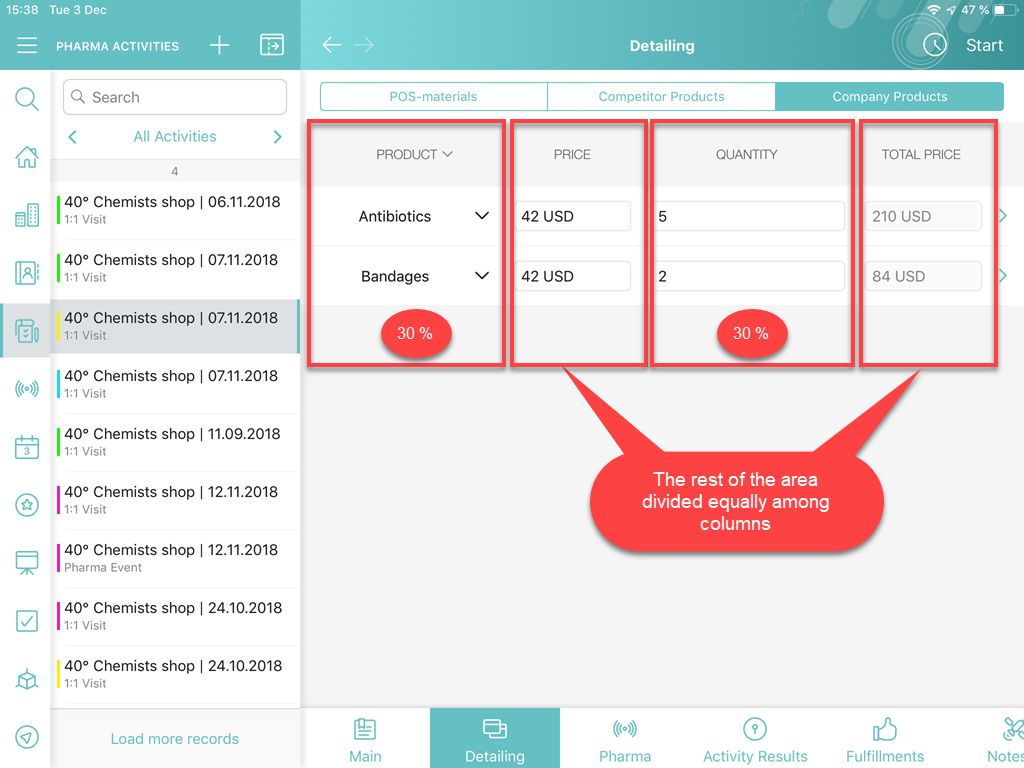 15:38 Tue 3 Dec
47 %
PHARMA ACTIVITIES
Detailing
Start
Search
All Activities
4
40° Chemists shop | 06.11.2018
1:1 Visit
40° Chemists shop | 07.11.2018
1:1 Visit
40° Chemists shop | 07.11.2018
1:1 Visit
40° Chemists shop | 07.11.2018
1:1 Visit
40° Chemists shop | 11.09.2018
1:1 Visit
40° Chemists shop | 12.11.2018
1:1 Visit
40° Chemists shop | 12.11.2018
Pharma Event
40° Chemists shop | 24.10.2018
1:1 Visit
40° Chemists shop | 24.10.2018
1:1 Visit
Load more records
3
POS-materials Competitor Products Company Products
PRODUCT PRICE QUANTITY TOTAL PRICE
Antibiotics 42 USD 5 210 USD
Bandages 42 USD 2 84 USD
30 % 30 %
The rest of the area
divided equally among
columns
Main Detailing Pharma Activity Results Fulfillments Notes